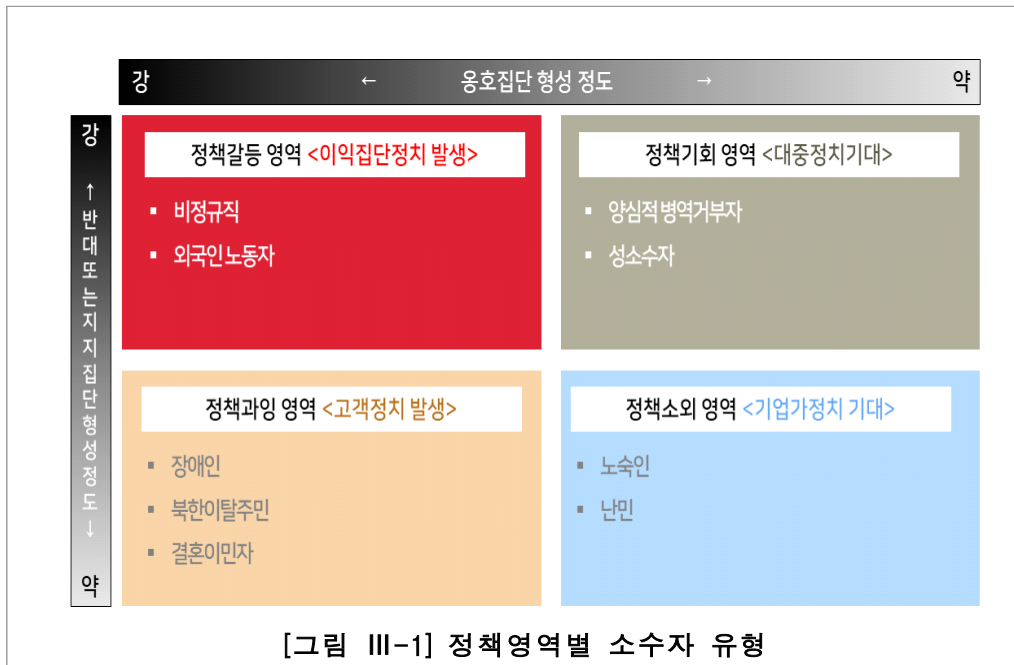 강 ← 옹호집단 형성 정도 → 약
강 ↑ 반대또는지지집단형성정도 ↓ 약
정책갈등 영역 <이익집단정치 발생>
▪ 비정규직
▪ 외국인노동자
정책기회 영역 <대중정치기대>
▪ 양심적병역거부자
▪ 성소수자
정책과잉 영역 <고객정치 발생>
▪ 장애인
▪ 북한이탈주민
▪ 결혼이민자
정책소외 영역 <기업가정치 기대>
▪ 노숙인
▪ 난민
[그림 Ⅲ-1] 정책영역별 소수자 유형